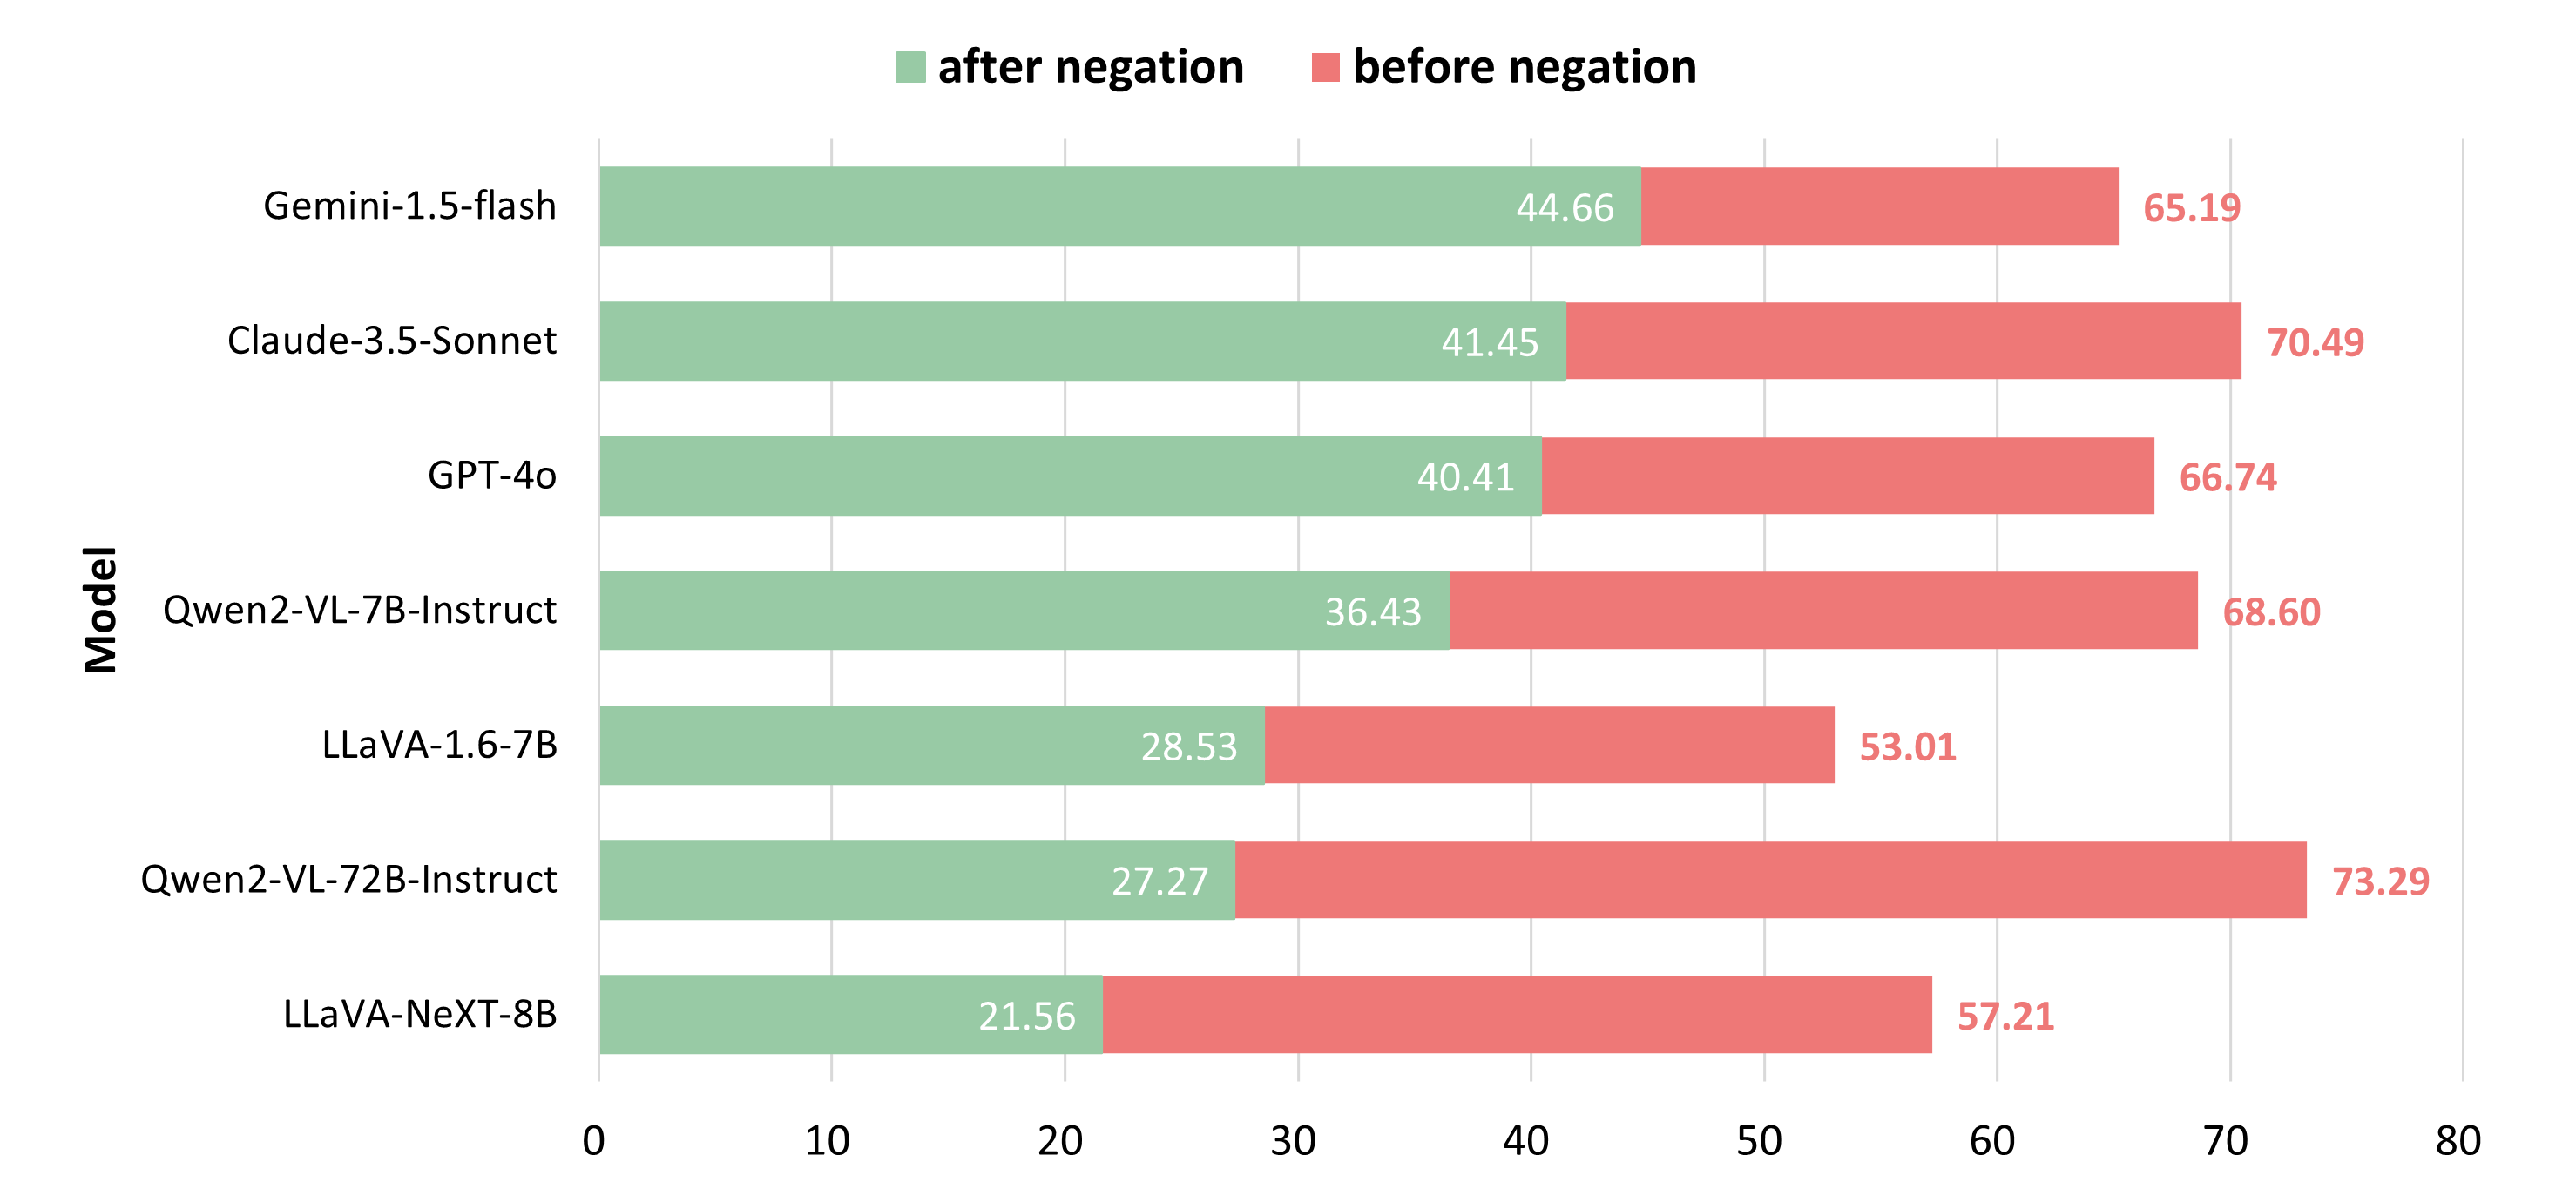 after negation before negation
Gemini-1.5-flash 44.66 65.19
Claude-3.5-Sonnet 41.45 70.49
GPT-4o 40.41 66.74
Model
Qwen2-VL-7B-Instruct 36.43 68.60
LLaVA-1.6-7B 28.53 53.01
Qwen2-VL-72B-Instruct 27.27 73.29
LLaVA-NeXT-8B 21.56 57.21
0 10 20 30 40 50 60 70 80